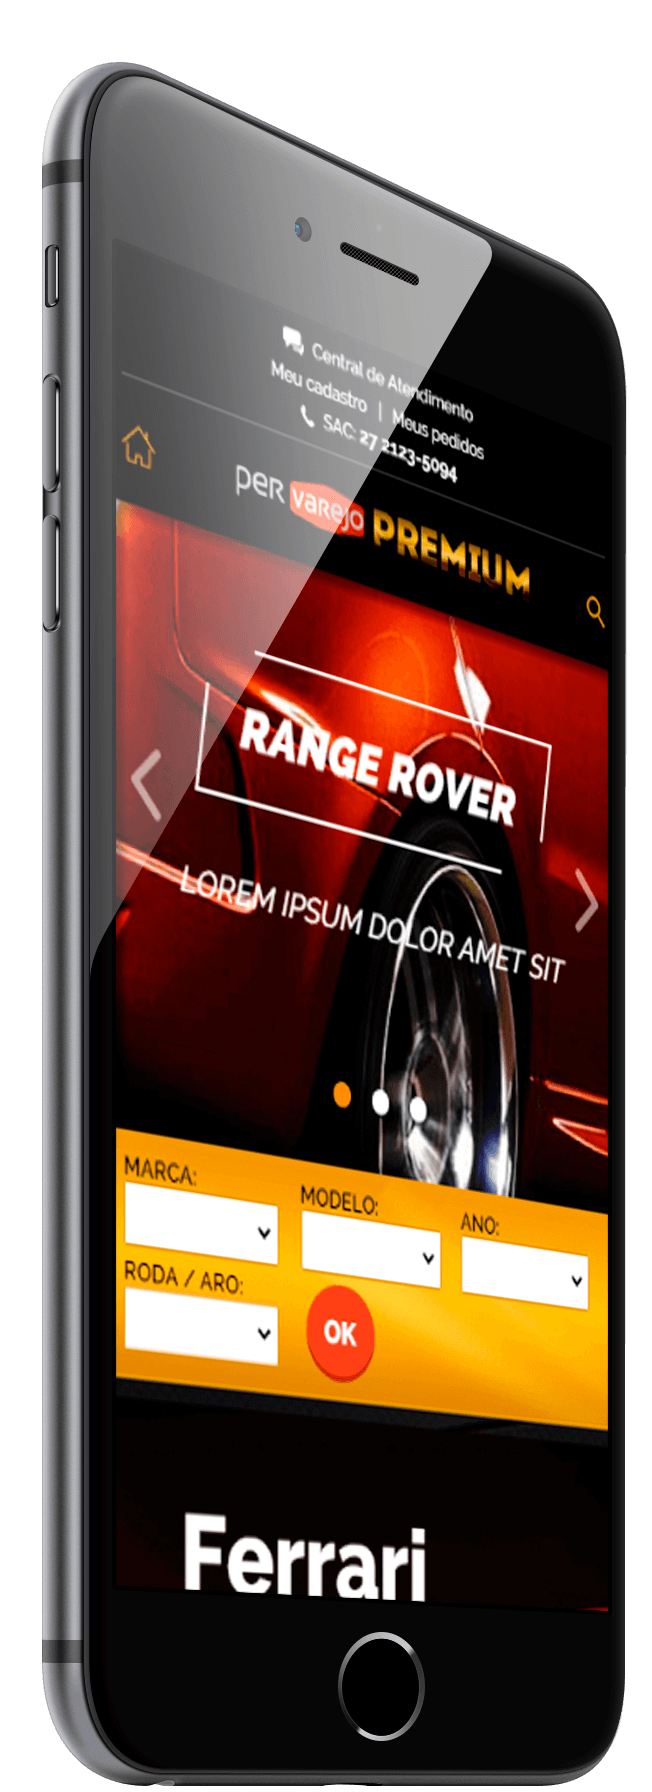 Central de Atendimento
Meu cadastro | Meus pedidos
SAC: 27 2123-5094
per varejo PREMIUM
RANGE ROVER
LOREM IPSUM DOLOR AMET SIT
MARCA:
MODELO:
ANO:
RODA / ARO:
OK
Ferrari